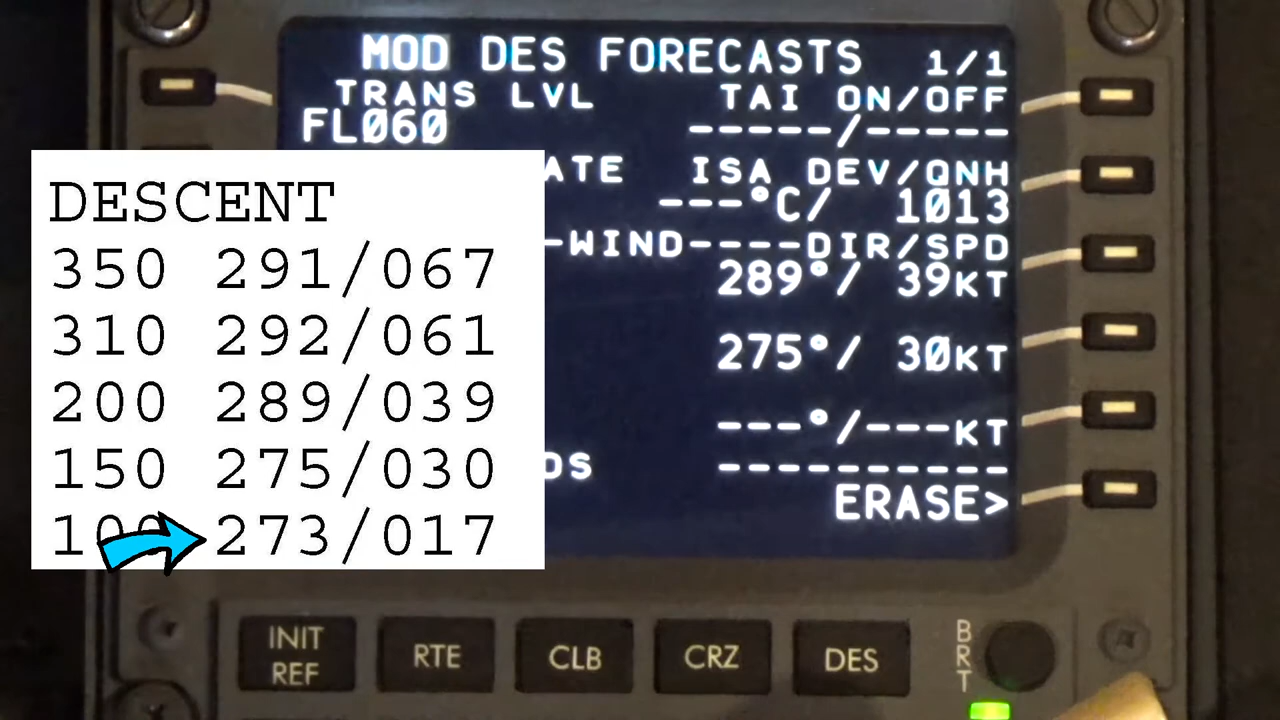 MOD DES FORECASTS 1/1
TRANS LVL TAI ON/OFF
FL060 -----/-----
ISA DEV/QNH
---°C/ 1013
-WIND----DIR/SPD
289°/ 39KT
275°/ 30KT
---°/---KT
----------
ERASE>
DESCENT
350 291/067
310 292/061
200 289/039
150 275/030
100 273/017
INIT REF
RTE
CLB
CRZ
DES
BRT